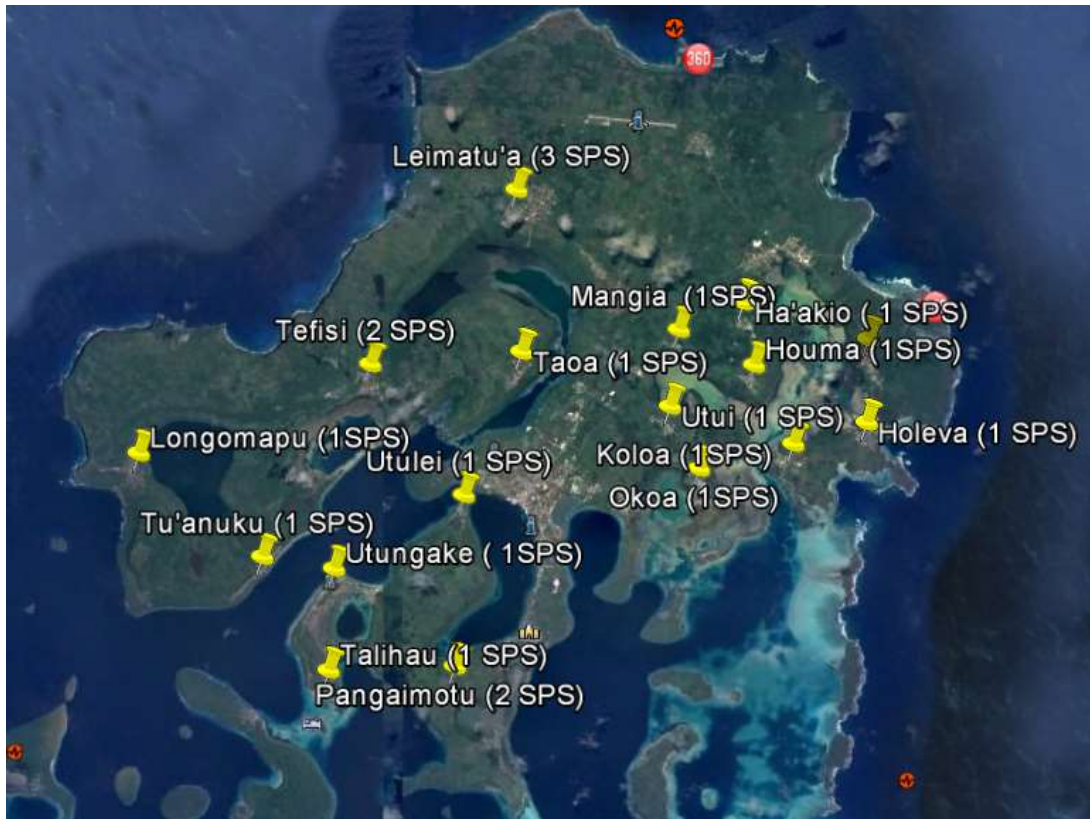 360
Leimatu'a (3 SPS)
Mangia (1SPS)
Ha'akio ( 1 SPS)
Tefisi (2 SPS)
Taoa (1 SPS)
Houma (1SPS)
Utui (1 SPS)
Holeva (1 SPS)
Longomapu (1SPS)
Utulei (1 SPS)
Koloa (1SPS)
Okoa (1SPS)
Tu'anuku (1 SPS)
Utungake ( 1SPS)
Talihau (1 SPS)
Pangaimotu (2 SPS)